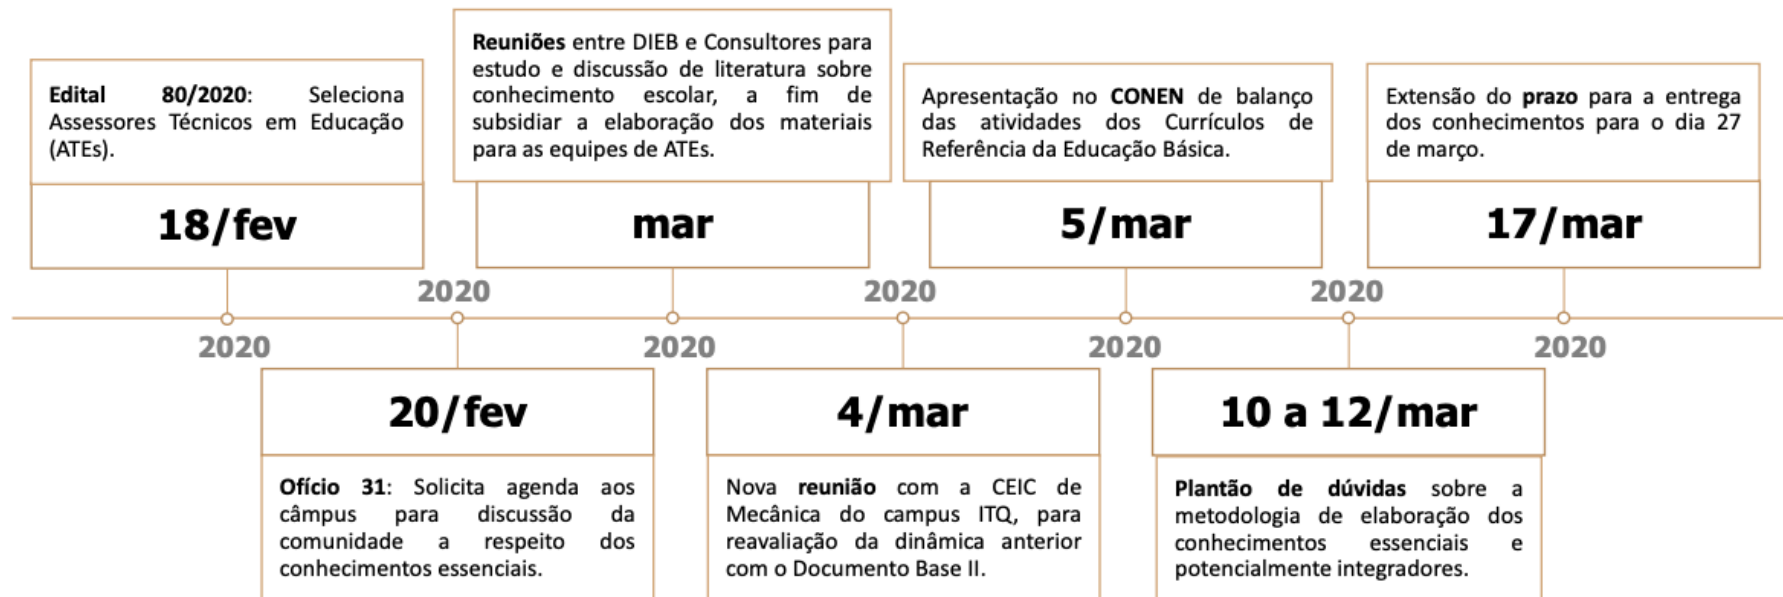 Edital 80/2020: Seleciona
Assessores Técnicos em Educação
(ATEs).
18/fev
2020
20/fev
2020
Ofício 31: Solicita agenda aos
câmpus para discussão da
comunidade a respeito dos
conhecimentos essenciais.
Reuniões entre DIEB e Consultores para
estudo e discussão de literatura sobre
conhecimento escolar, a fim de
subsidiar a elaboração dos materiais
para as equipes de ATEs.
mar
2020
2020
4/mar
Nova reunião com a CEIC de
Mecânica do campus ITQ, para
reavaliação da dinâmica anterior
com o Documento Base II.
Apresentação no CONEN de balanço
das atividades dos Currículos de
Referência da Educação Básica.
5/mar
2020
2020
10 a 12/mar
Plantão de dúvidas sobre a
metodologia de elaboração dos
conhecimentos essenciais e
potencialmente integradores.
Extensão do prazo para a entrega
dos conhecimentos para o dia 27
de março.
17/mar
2020